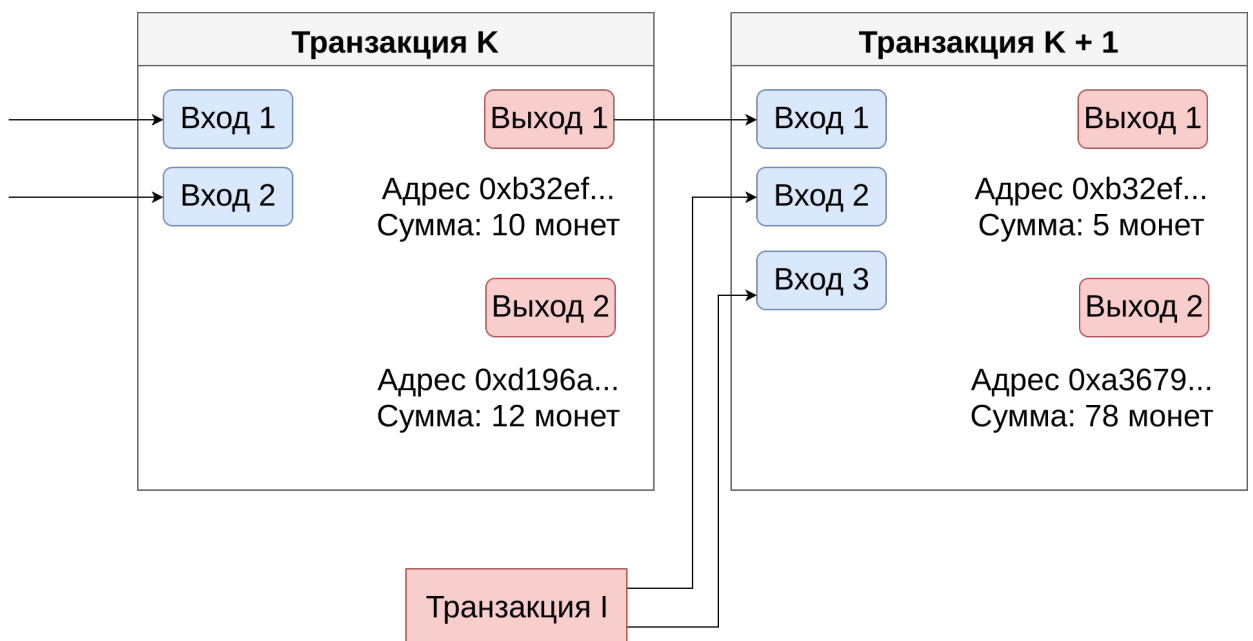 Транзакция K
Вход 1
Вход 2
Выход 1
Адрес 0xb32ef...
Сумма: 10 монет
Выход 2
Адрес 0xd196a...
Сумма: 12 монет
Транзакция K + 1
Вход 1
Вход 2
Вход 3
Выход 1
Адрес 0xb32ef...
Сумма: 5 монет
Выход 2
Адрес 0xa3679...
Сумма: 78 монет
Транзакция I